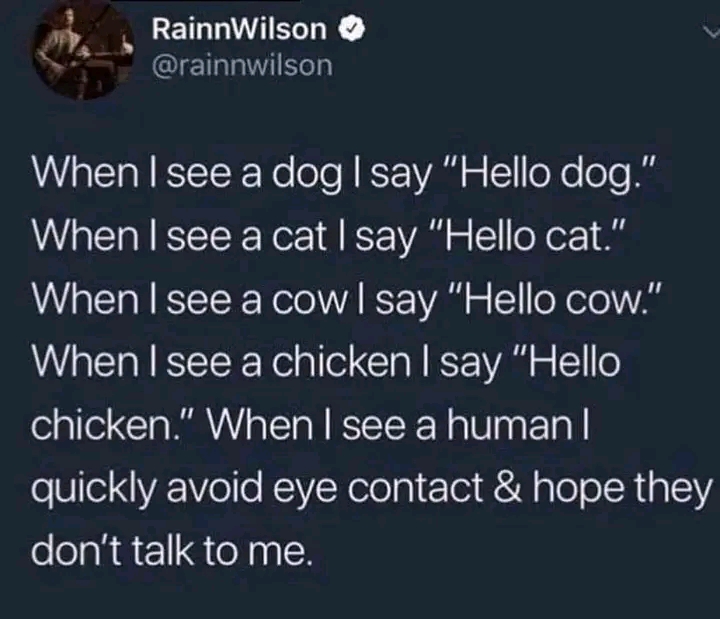 RainnWilson
@rainnwilson
When I see a dog I say "Hello dog."
When I see a cat I say "Hello cat."
When I see a cow I say "Hello cow."
When I see a chicken I say "Hello
chicken." When I see a human I
quickly avoid eye contact & hope they
don't talk to me.